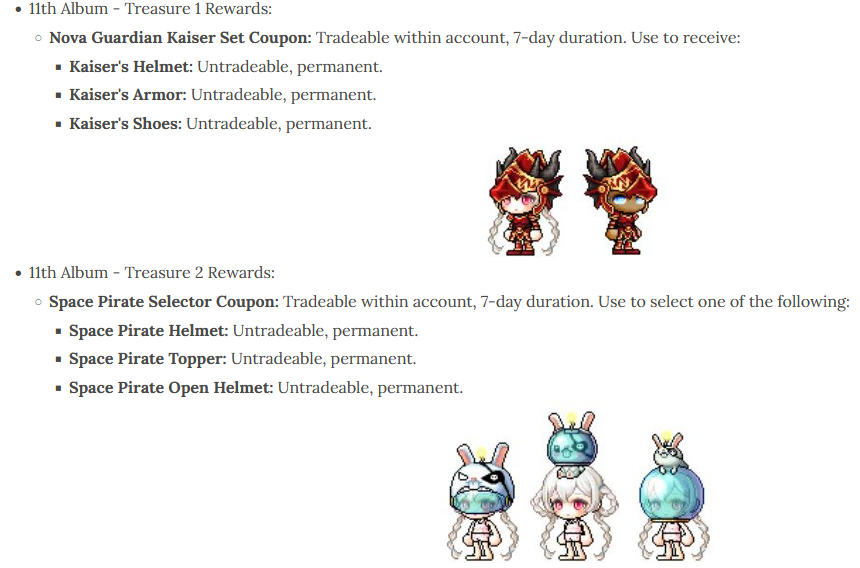 • 11th Album - Treasure 1 Rewards:
○ Nova Guardian Kaiser Set Coupon: Tradeable within account, 7-day duration. Use to receive:
▪ Kaiser's Helmet: Untradeable, permanent.
▪ Kaiser's Armor: Untradeable, permanent.
▪ Kaiser's Shoes: Untradeable, permanent.
• 11th Album - Treasure 2 Rewards:
○ Space Pirate Selector Coupon: Tradeable within account, 7-day duration. Use to select one of the following:
▪ Space Pirate Helmet: Untradeable, permanent.
▪ Space Pirate Topper: Untradeable, permanent.
▪ Space Pirate Open Helmet: Untradeable, permanent.